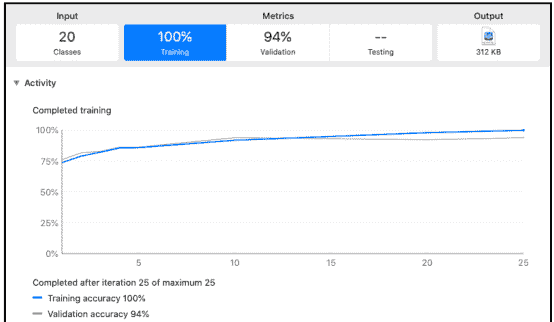 Input Metrics Output
20 100% 94% --
Classes Training Validation Testing 312 KB
Activity
Completed training
100%
75%
50%
25%
0%
5 10 15 20 25
Completed after iteration 25 of maximum 25
Training accuracy 100%
Validation accuracy 94%